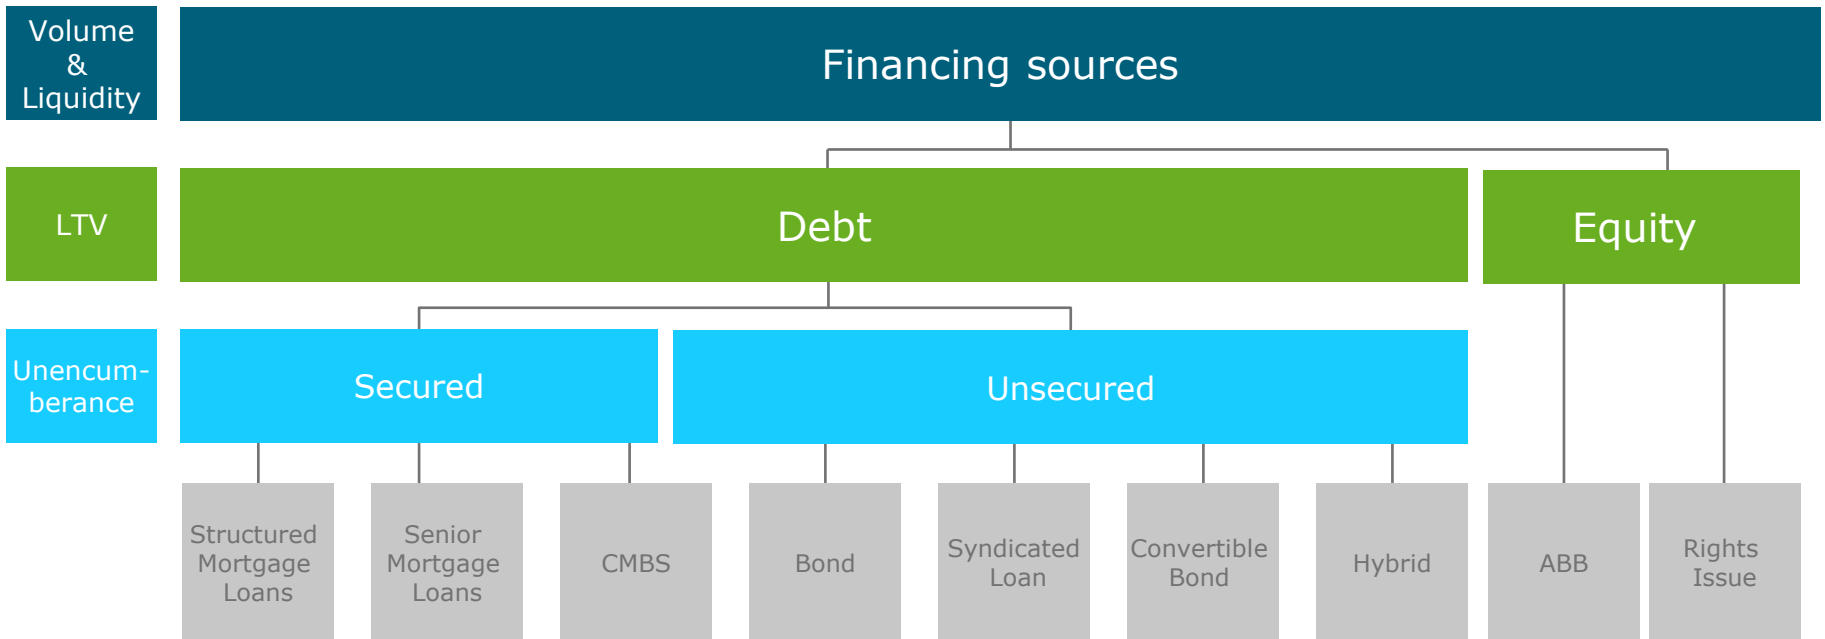 Volume
&
Liquidity
Financing sources
LTV
Debt
Equity
Unencum-
berance
Secured
Unsecured
Structured
Mortgage
Loans
Senior
Mortgage
Loans
CMBS
Bond
Syndicated
Loan
Convertible
Bond
Hybrid
ABB
Rights
Issue